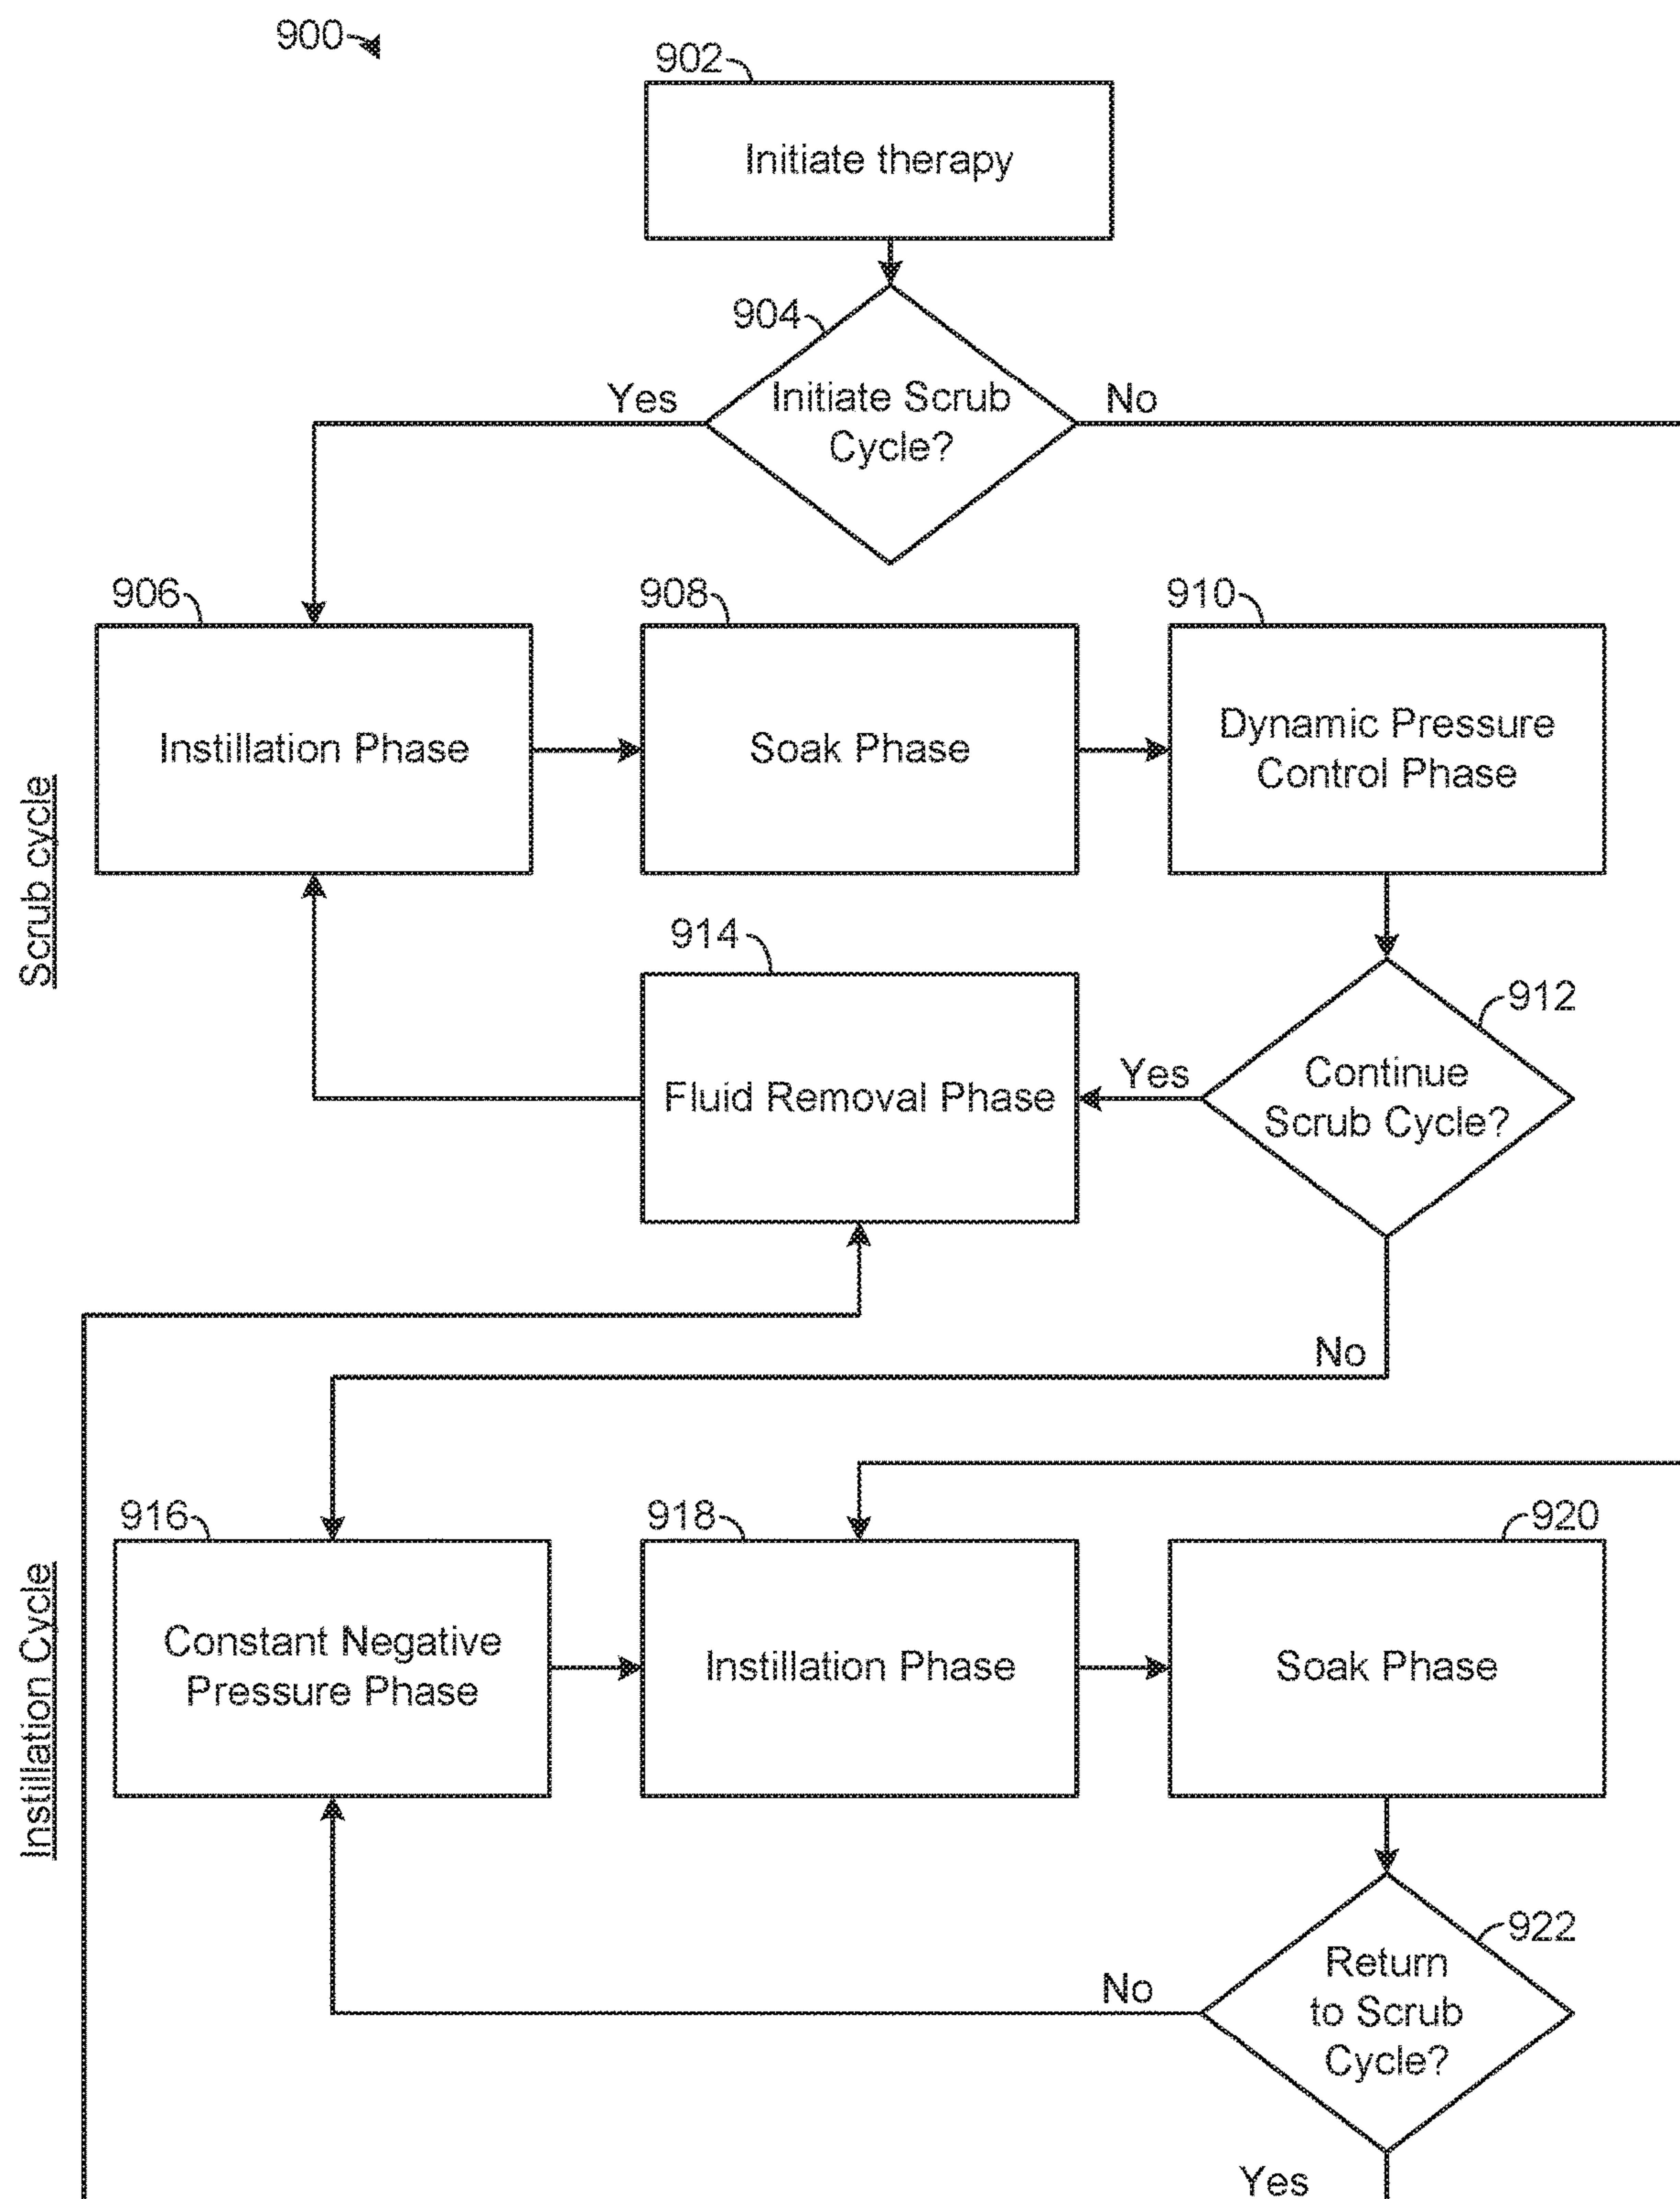 900
902
Initiate therapy
904
Initiate Scrub
Cycle?
Yes
No
Scrub cycle
906
Instillation Phase
908
Soak Phase
910
Dynamic Pressure
Control Phase
912
Continue
Scrub Cycle?
Yes
914
Fluid Removal Phase
No
Instillation Cycle
916
Constant Negative
Pressure Phase
918
Instillation Phase
920
Soak Phase
922
Return
to Scrub
Cycle?
No
Yes